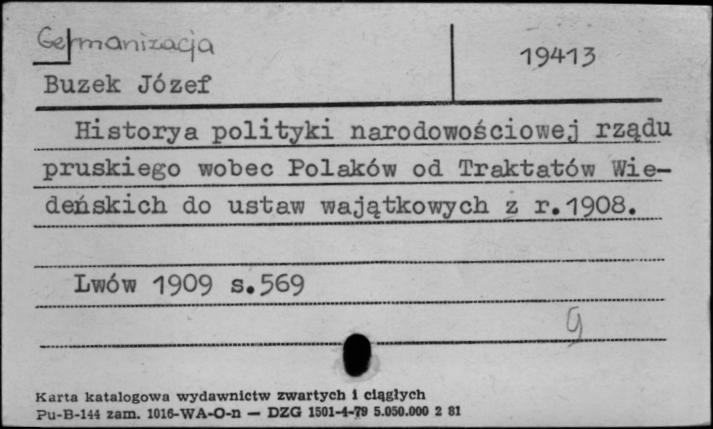 Germanizacja
19413
Buzek Józef
Historya polityki narodowościowej rządu
pruskiego wobec Polaków od Traktatów Wie-
deńskich do ustaw wajątkowych z r.1908.
Lwów 1909 s.569
g
Karta katalogowa wydawnictw zwartych i ciągłych
Pu-B-144 zam. 1016-WA-O-n — DZG 1501-4-79 5.050.000 2 81